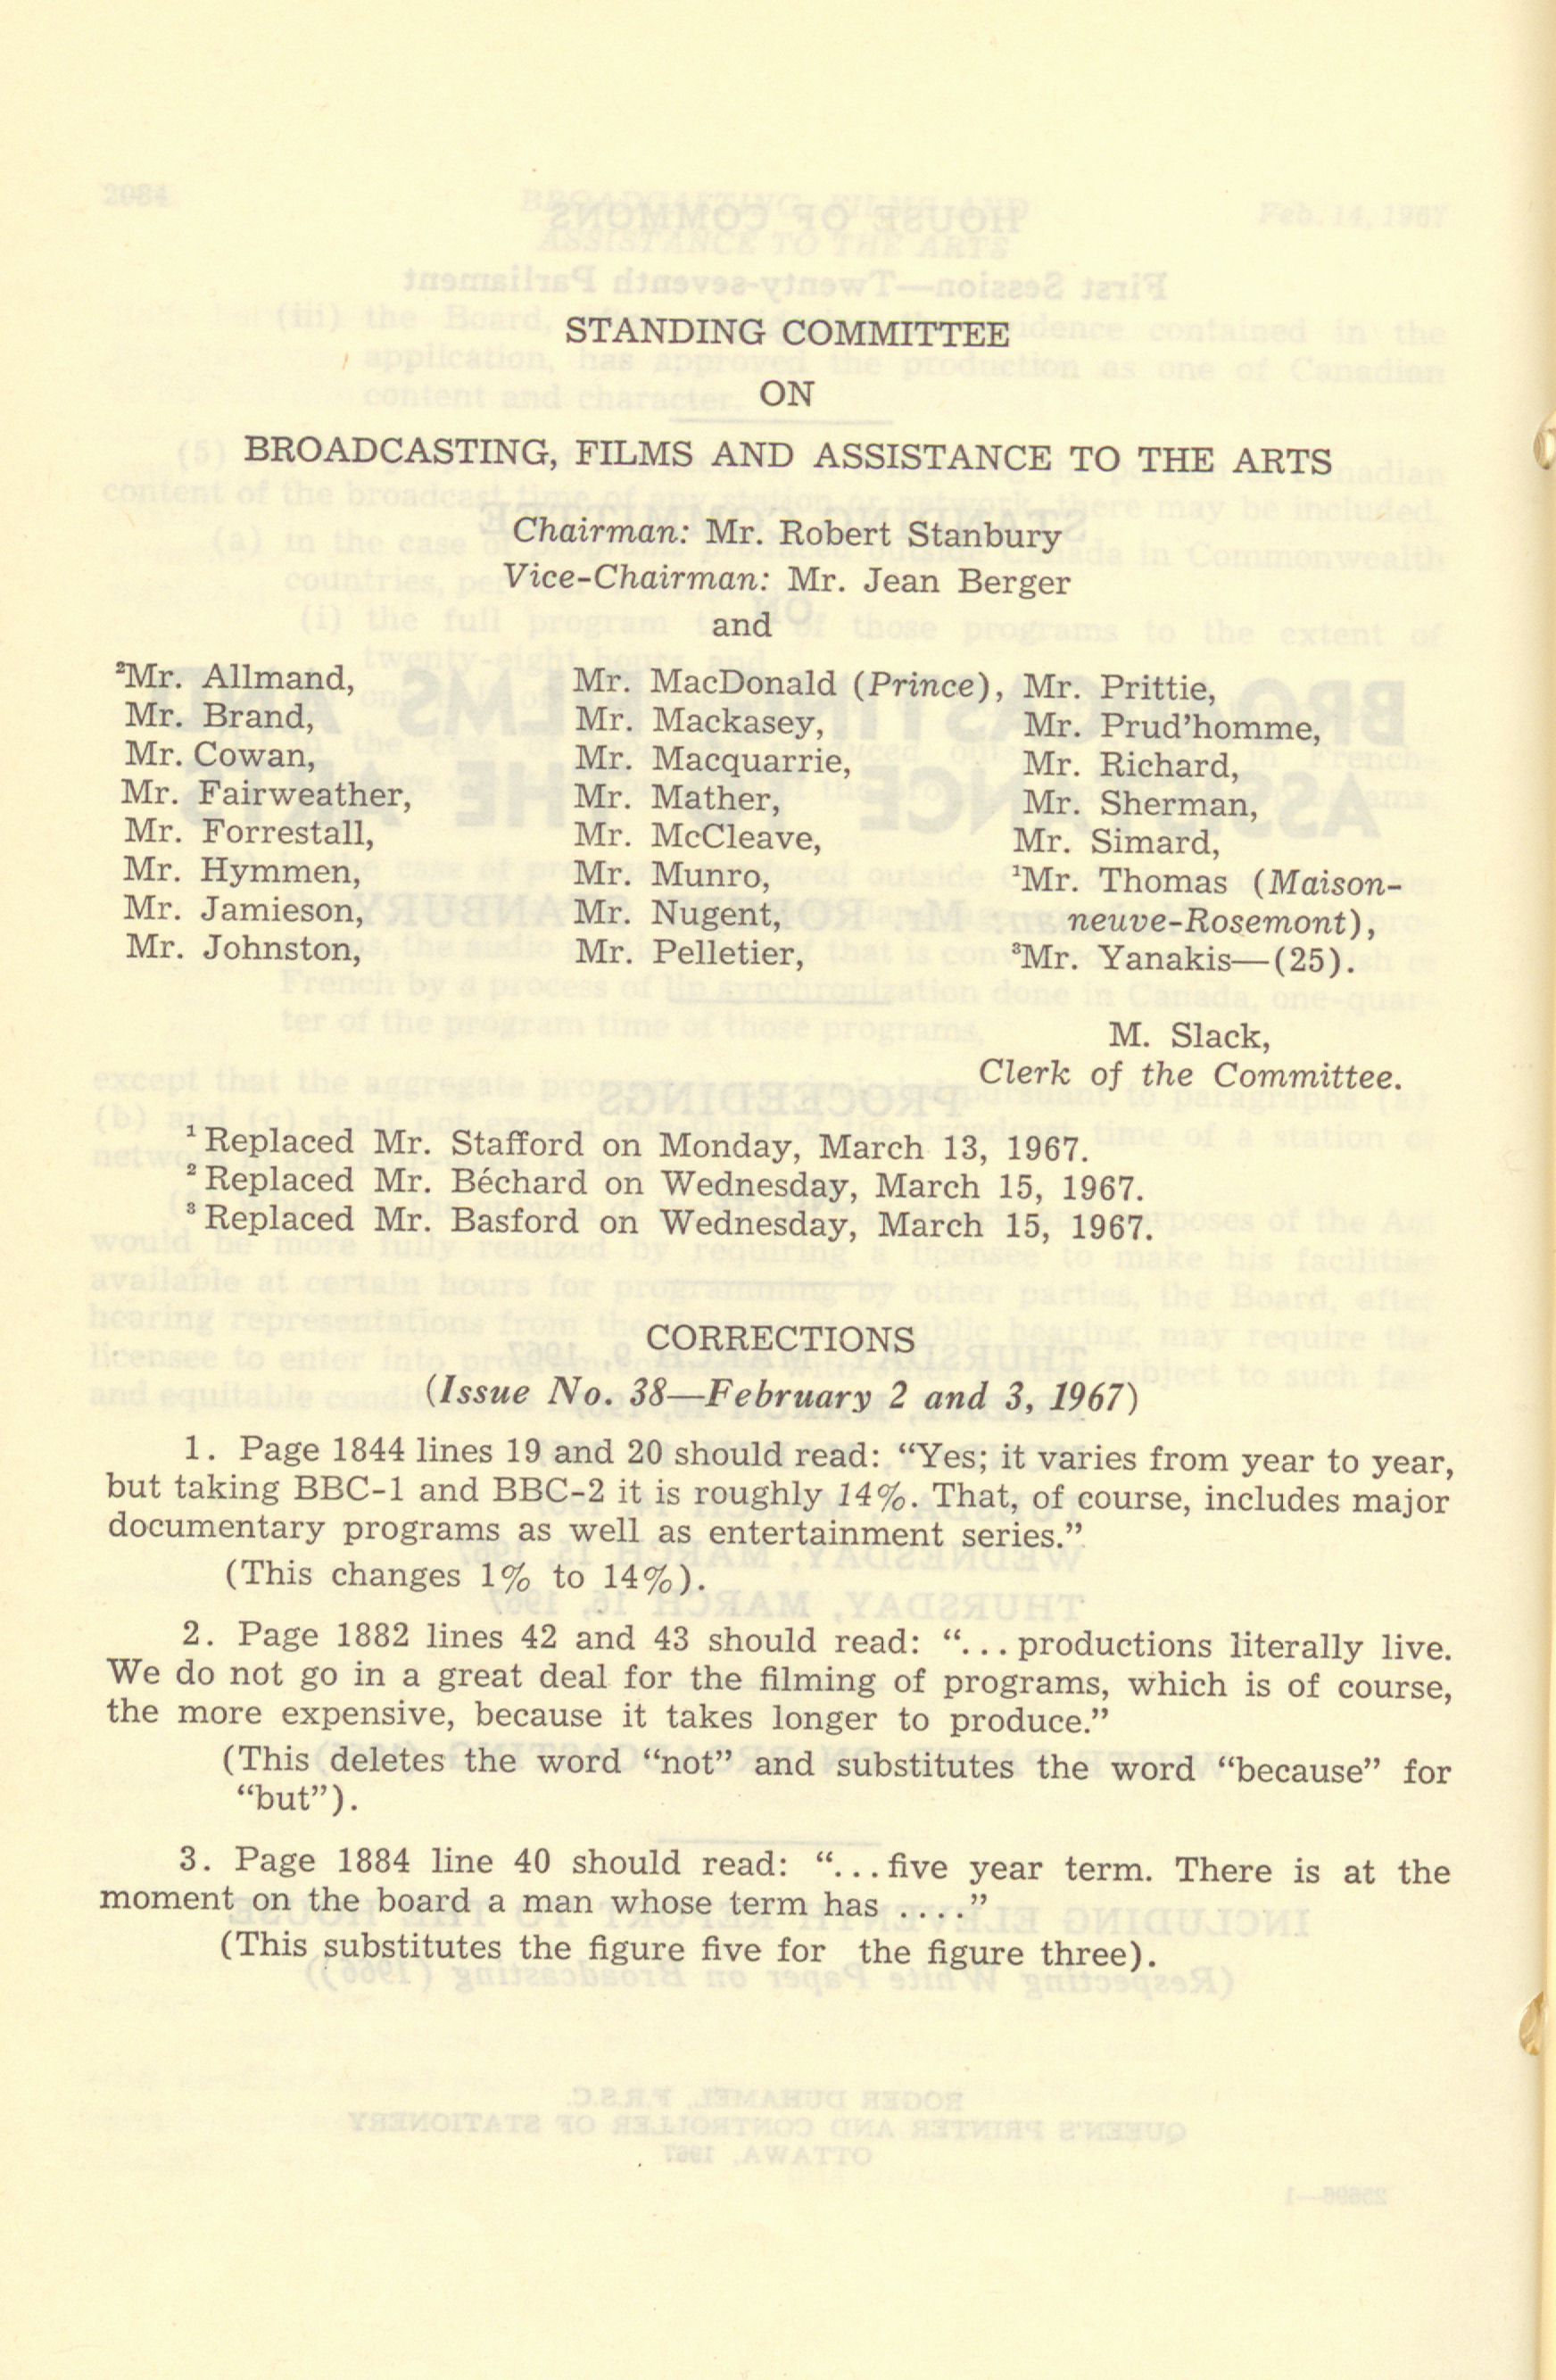 STANDING COMMITTEE
ON
BROADCASTING, FILMS AND ASSISTANCE TO THE ARTS
Chairman: Mr. Robert Stanbury
Vice-Chairman: Mr. Jean Berger
and
²Mr. Allmand,
Mr. Brand,
Mr. Cowan,
Mr. Fairweather,
Mr. Forrestall,
Mr. Hymmen,
Mr. Jamieson,
Mr. Johnston,
Mr. MacDonald (Prince),
Mr. Mackasey,
Mr. Macquarrie,
Mr. Mather,
Mr. McCleave,
Mr. Munro,
Mr. Nugent,
Mr. Pelletier,
Mr. Prittie,
Mr. Prud'homme,
Mr. Richard,
Mr. Sherman,
Mr. Simard,
¹Mr. Thomas (Maison-
neuve-Rosemont),
³Mr. Yanakis—(25).
M. Slack,
Clerk of the Committee.
¹ Replaced Mr. Stafford on Monday, March 13, 1967.
² Replaced Mr. Béchard on Wednesday, March 15, 1967.
³ Replaced Mr. Basford on Wednesday, March 15, 1967.
CORRECTIONS
(Issue No. 38—February 2 and 3, 1967)
1. Page 1844 lines 19 and 20 should read: “Yes; it varies from year to year,
but taking BBC-1 and BBC-2 it is roughly 14%. That, of course, includes major
documentary programs as well as entertainment series.”
(This changes 1% to 14%).
2. Page 1882 lines 42 and 43 should read: “... productions literally live.
We do not go in a great deal for the filming of programs, which is of course,
the more expensive, because it takes longer to produce.”
(This deletes the word “not” and substitutes the word “because” for
“but”).
3. Page 1884 line 40 should read: “... five year term. There is at the
moment on the board a man whose term has ....”
(This substitutes the figure five for the figure three).